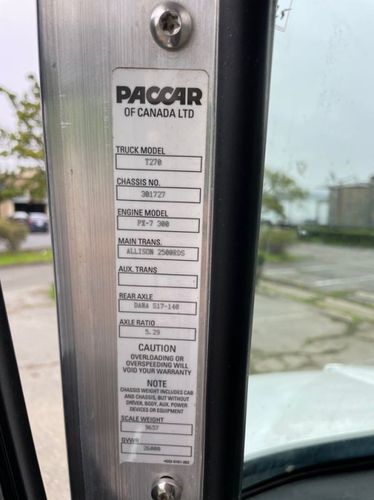 PACCAR
OF CANADA LTD
TRUCK MODEL
T270
CHASSIS NO.
301727
ENGINE MODEL
PX-7 300
MAIN TRANS.
ALLISON 2500RDS
AUX. TRANS
REAR AXLE
DANA S17-140
AXLE RATIO
5.29
CAUTION
OVERLOADING OR
OVERSPEEDING WILL
VOID YOUR WARRANTY
NOTE
CHASSIS WEIGHT INCLUDES CAB
AND CHASSIS, BUT WITHOUT
DRIVER, BODY, AUX. POWER
DEVICES OR EQUIPMENT
SCALE WEIGHT
9637
GVWR
26000